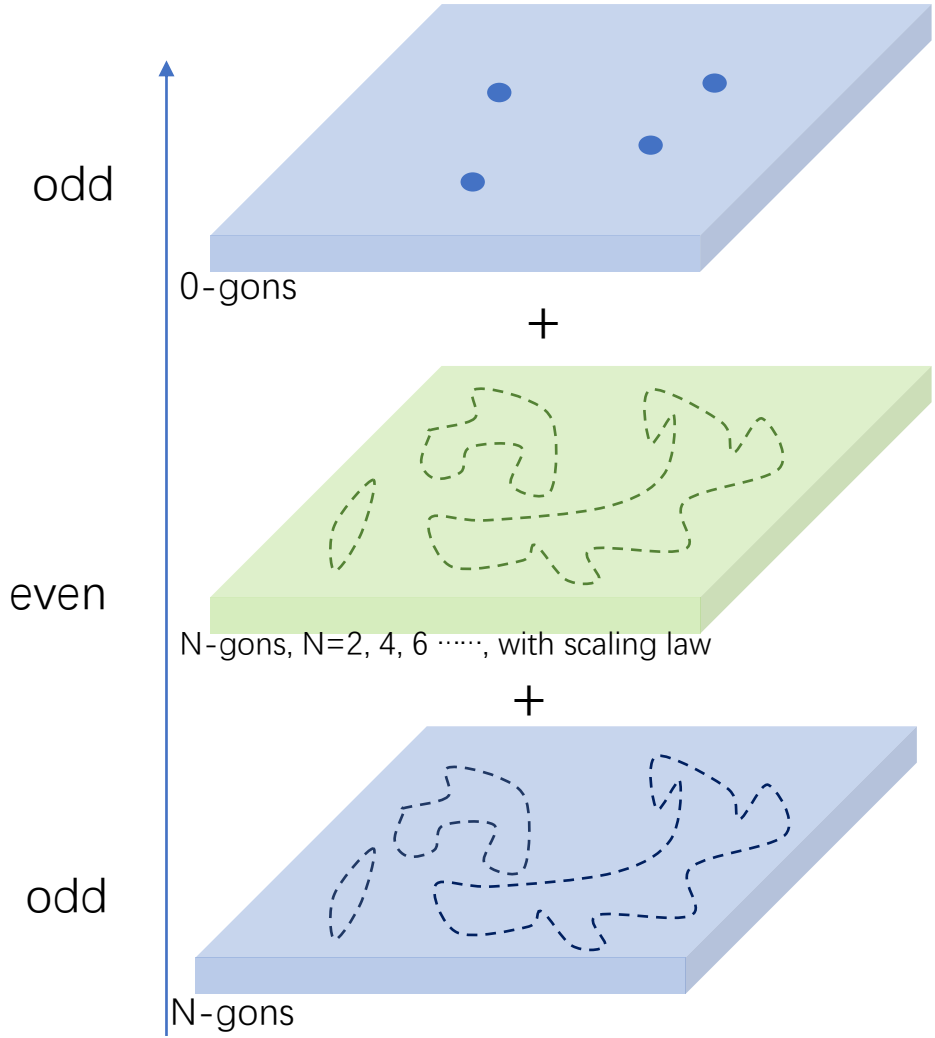 odd
0-gons
+
even
N-gons, N=2, 4, 6 ······, with scaling law
+
odd
N-gons